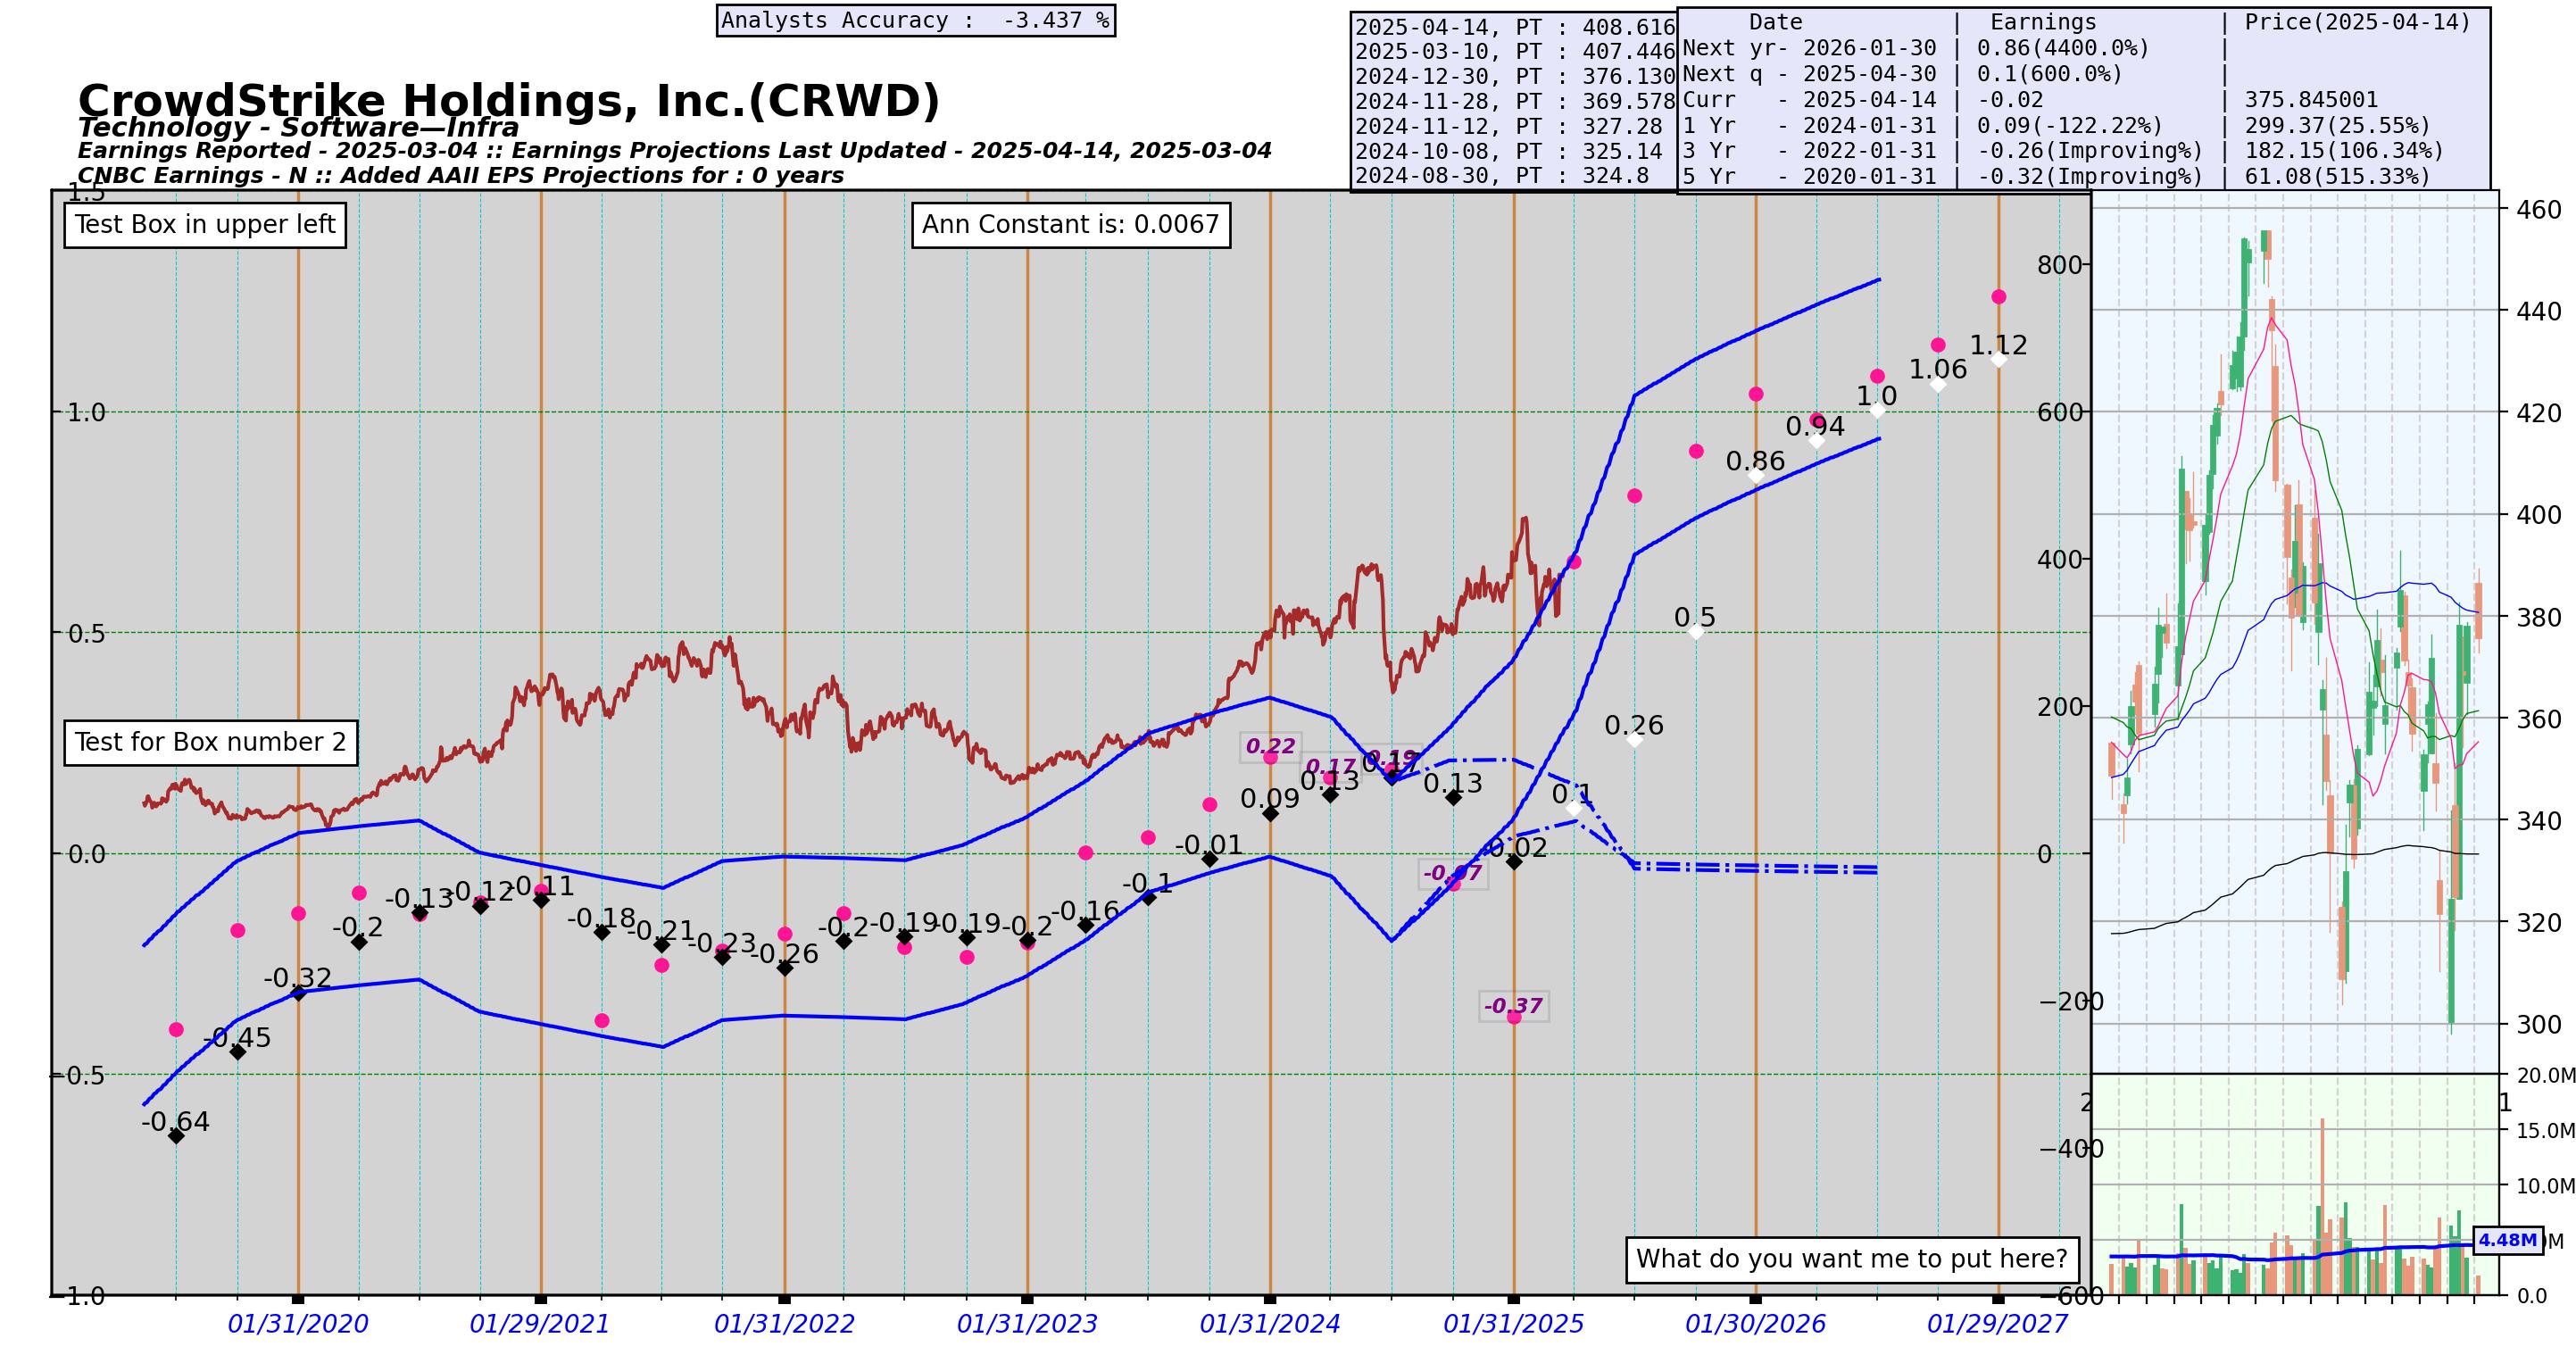 Analysts Accuracy :  -3.437 %
2025-04-14, PT : 408.616
2025-03-10, PT : 407.446
2024-12-30, PT : 376.130
2024-11-28, PT : 369.578
2024-11-12, PT : 327.28
2024-10-08, PT : 325.14
2024-08-30, PT : 324.8
Date | Earnings | Price(2025-04-14)
Next yr- 2026-01-30 | 0.86(4400.0%) |
Next q - 2025-04-30 | 0.1(600.0%) |
Curr   - 2025-04-14 | -0.02 | 375.845001
1 Yr   - 2024-01-31 | 0.09(-122.22%) | 299.37(25.55%)
3 Yr   - 2022-01-31 | -0.26(Improving%) | 182.15(106.34%)
5 Yr   - 2020-01-31 | -0.32(Improving%) | 61.08(515.33%)
CrowdStrike Holdings, Inc.(CRWD)
Technology - Software—Infra
Earnings Reported - 2025-03-04 :: Earnings Projections Last Updated - 2025-04-14, 2025-03-04
CNBC Earnings - N :: Added AAII EPS Projections for : 0 years
Test Box in upper left
Ann Constant is: 0.0067
Test for Box number 2
What do you want me to put here?
1.5
1.0
0.5
0.0
−0.5
−1.0
-0.64
-0.45
-0.32
-0.2
-0.13
-0.12
-0.11
-0.18
-0.21
-0.23
-0.26
-0.2
-0.19
-0.19
-0.2
-0.16
-0.1
-0.01
0.09
0.13
0.17
0.13
-0.02
0.1
0.26
0.5
0.86
0.94
1.0
1.06
1.12
0.22
0.17
0.19
-0.07
-0.37
800
600
400
200
0
−200
−400
−600
460
440
420
400
380
360
340
320
300
20.0M
15.0M
10.0M
0.0
4.48M
01/31/2020
01/29/2021
01/31/2022
01/31/2023
01/31/2024
01/31/2025
01/30/2026
01/29/2027